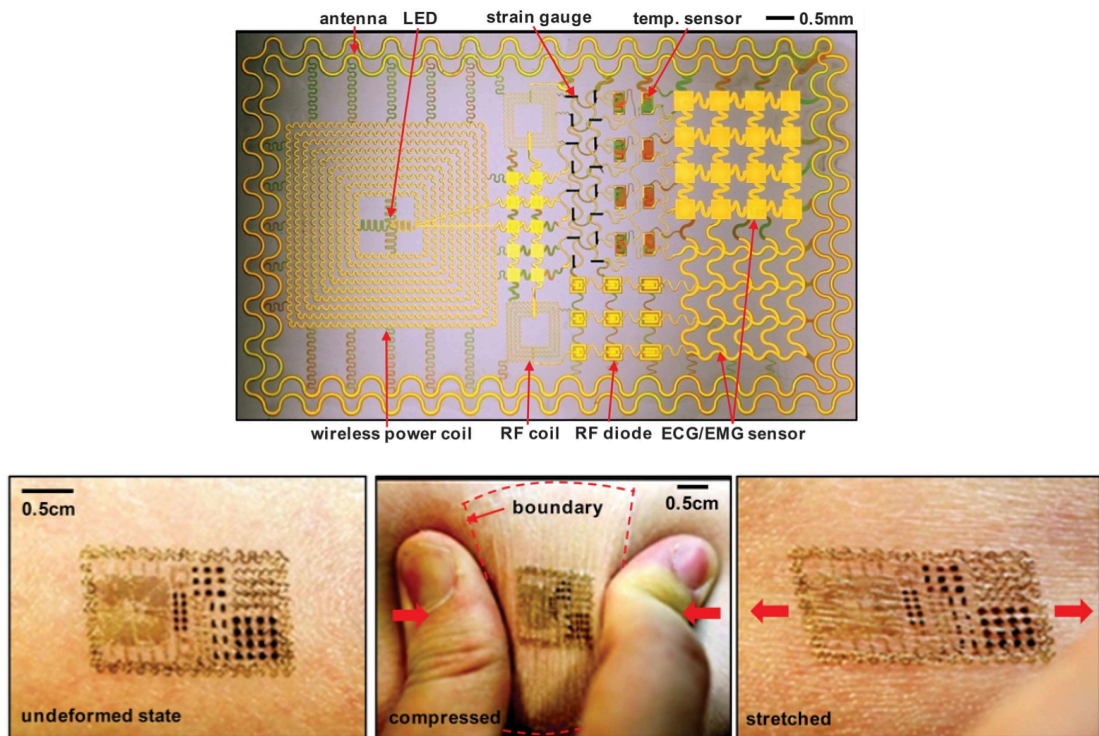 antenna
LED
strain gauge
temp. sensor
0.5mm
wireless power coil
RF coil
RF diode
ECG/EMG sensor
0.5cm
undeformed state
boundary
0.5cm
compressed
stretched